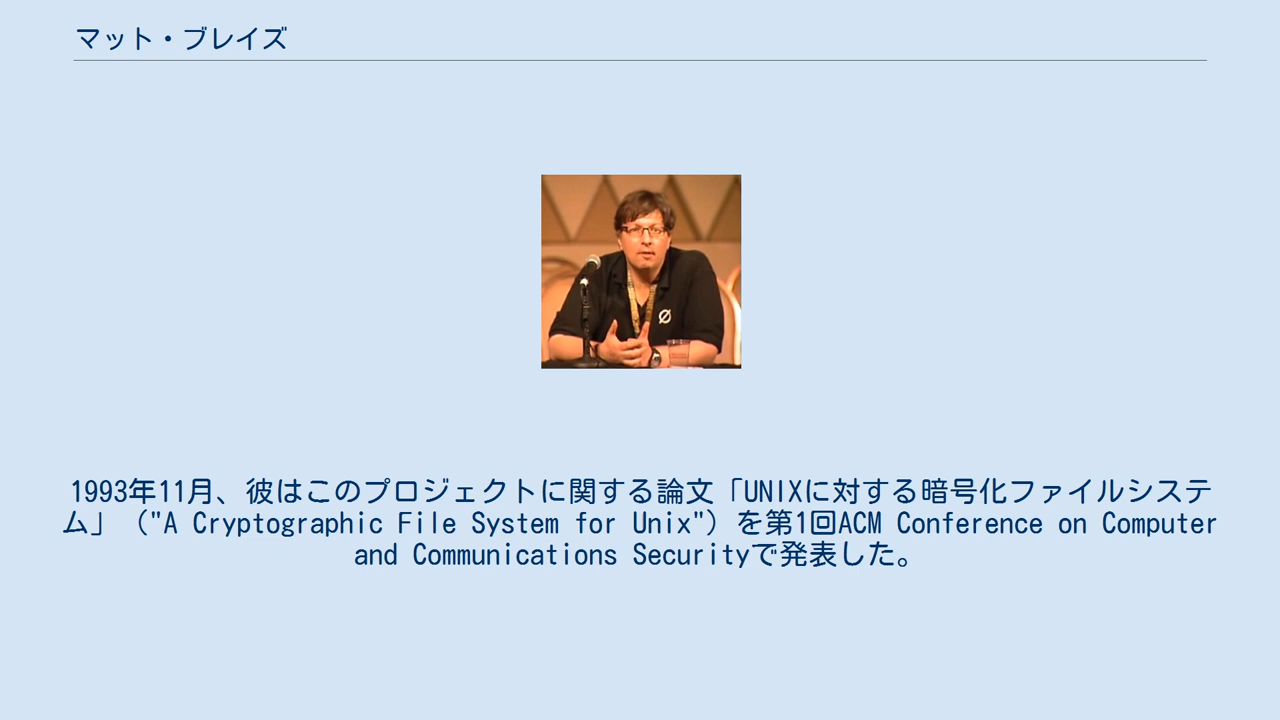 マット・ブレイズ
1993年11月、彼はこのプロジェクトに関する論文「UNIXに対する暗号化ファイルシステ
ム」（"A Cryptographic File System for Unix"）を第1回ACM Conference on Computer
and Communications Securityで発表した。